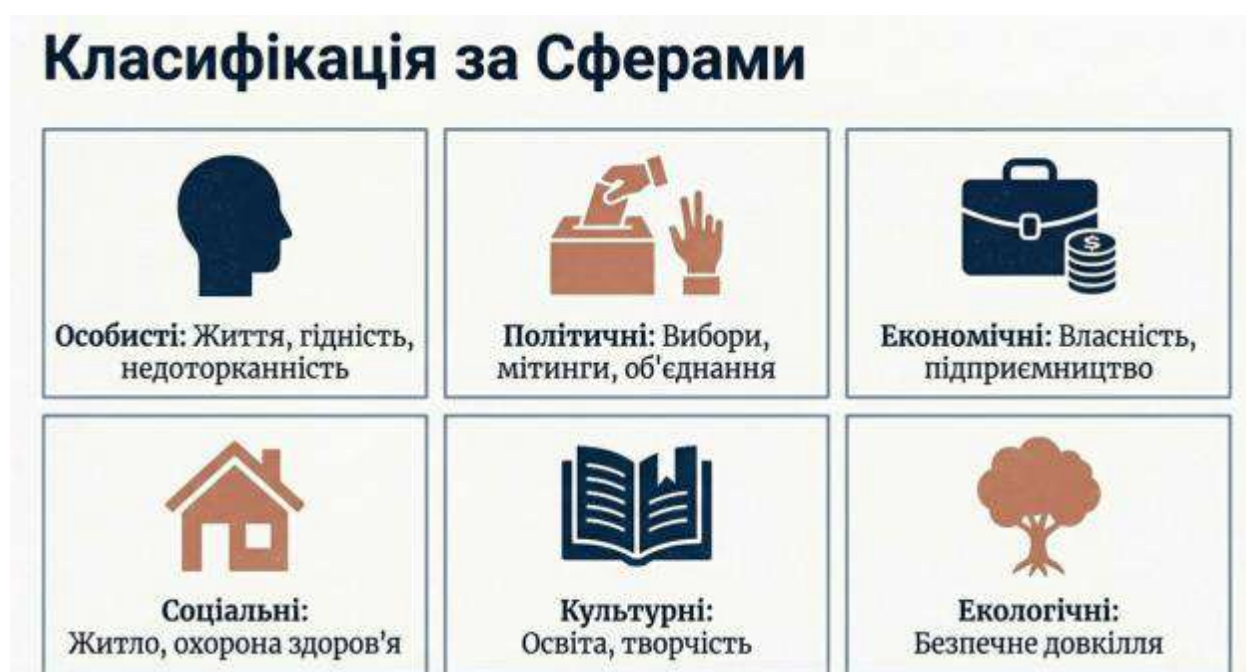 Класифікація за Сферами
Особисті: Життя, гідність,
недоторканність
Політичні: Вибори,
мітинги, об'єднання
Економічні: Власність,
підприємництво
$
Соціальні:
Житло, охорона здоров’я
Культурні:
Освіта, творчість
Екологічні:
Безпечне довкілля